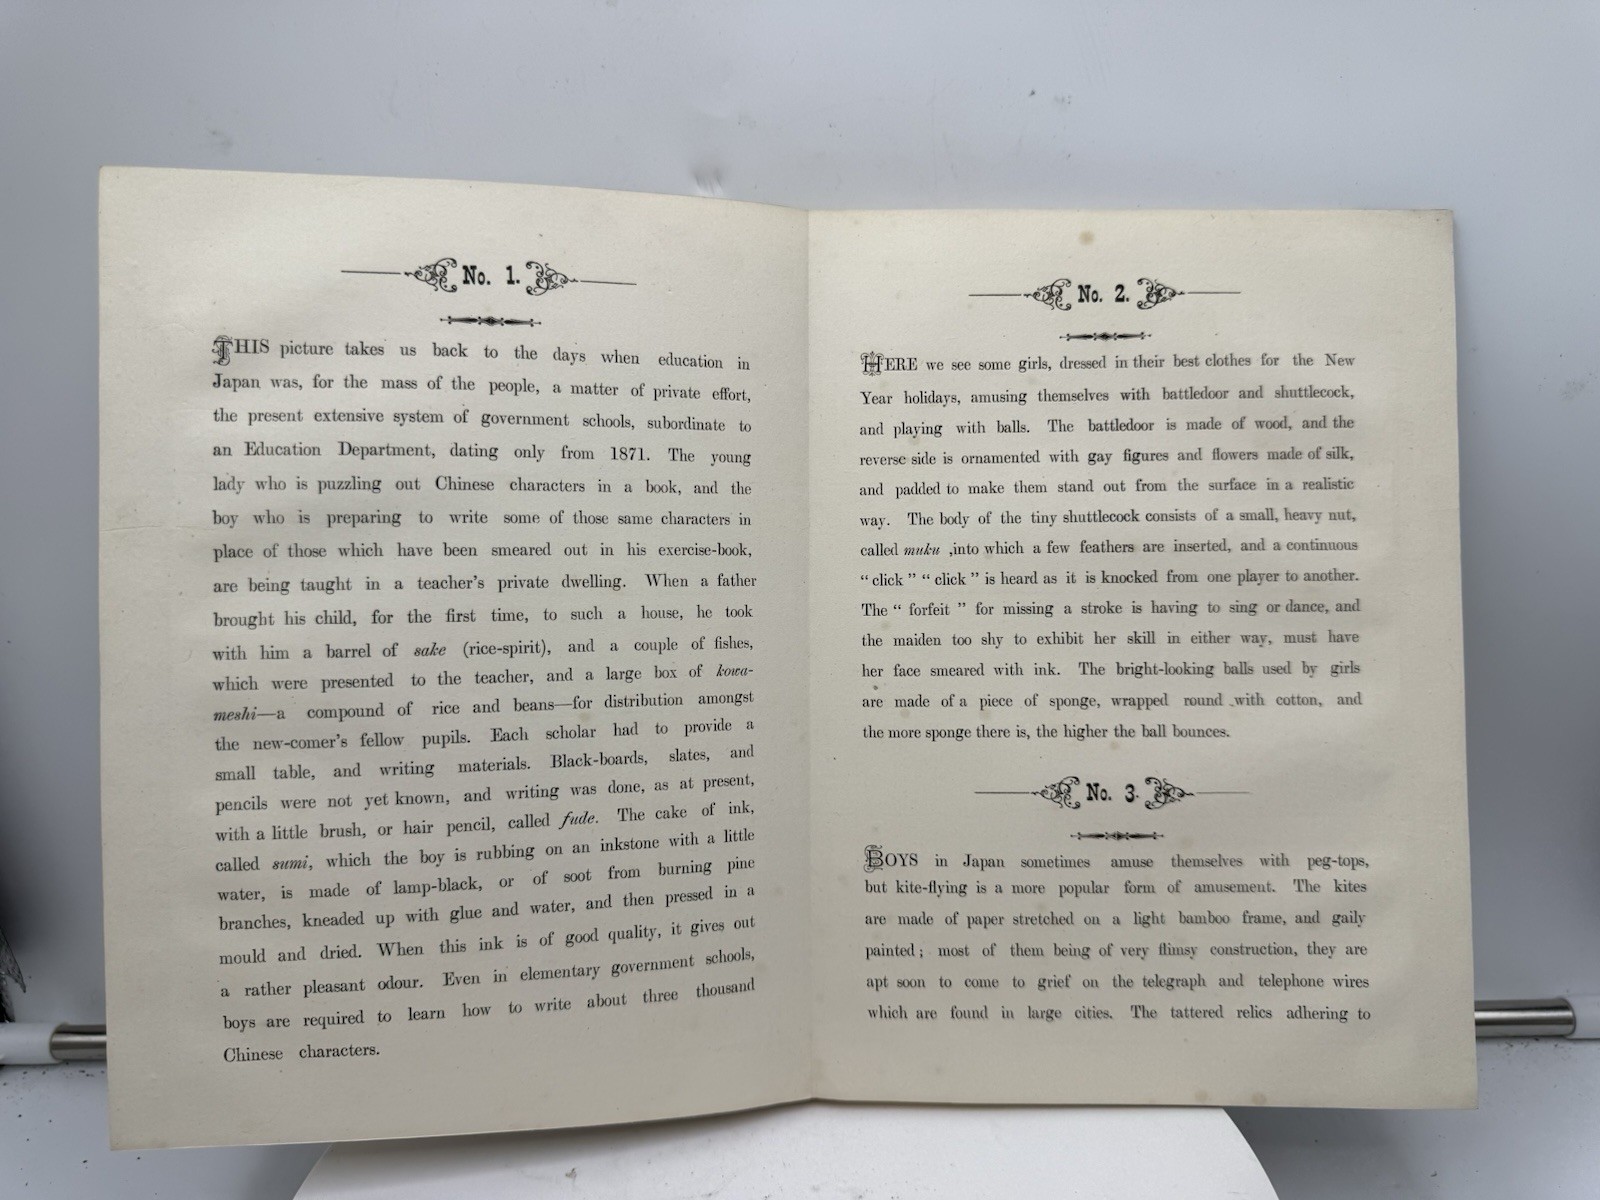 No. 1.
THIS picture takes us back to the days when education in
Japan was, for the mass of the people, a matter of private effort,
the present extensive system of government schools, subordinate to
an Education Department, dating only from 1871. The young
lady who is puzzling out Chinese characters in a book, and the
boy who is preparing to write some of those same characters in
place of those which have been smeared out in his exercise-book,
are being taught in a teacher's private dwelling. When a father
brought his child, for the first time, to such a house, he took
with him a barrel of sake (rice-spirit), and a couple of fishes,
which were presented to the teacher, and a large box of kowa-
meshi—a compound of rice and beans—for distribution amongst
the new-comer's fellow pupils. Each scholar had to provide a
small table, and writing materials. Black-boards, slates, and
pencils were not yet known, and writing was done, as at present,
with a little brush, or hair pencil, called fude. The cake of ink,
called sumi, which the boy is rubbing on an inkstone with a little
water, is made of lamp-black, or of soot from burning pine
branches, kneaded up with glue and water, and then pressed in a
mould and dried. When this ink is of good quality, it gives out
a rather pleasant odour. Even in elementary government schools,
boys are required to learn how to write about three thousand
Chinese characters.
No. 2.
HERE we see some girls, dressed in their best clothes for the New
Year holidays, amusing themselves with battledoor and shuttlecock,
and playing with balls. The battledoor is made of wood, and the
reverse side is ornamented with gay figures and flowers made of silk,
and padded to make them stand out from the surface in a realistic
way. The body of the tiny shuttlecock consists of a small, heavy nut,
called muku ,into which a few feathers are inserted, and a continuous
" click " " click " is heard as it is knocked from one player to another.
The " forfeit " for missing a stroke is having to sing or dance, and
the maiden too shy to exhibit her skill in either way, must have
her face smeared with ink. The bright-looking balls used by girls
are made of a piece of sponge, wrapped round with cotton, and
the more sponge there is, the higher the ball bounces.
No. 3.
BOYS in Japan sometimes amuse themselves with peg-tops,
but kite-flying is a more popular form of amusement. The kites
are made of paper stretched on a light bamboo frame, and gaily
painted ; most of them being of very flimsy construction, they are
apt soon to come to grief on the telegraph and telephone wires
which are found in large cities. The tattered relics adhering to